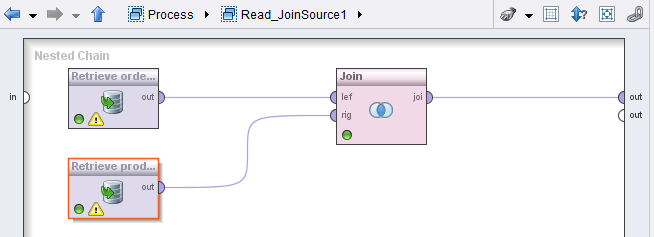 Process
Read_JoinSource1
Nested Chain
in
Retrieve orde...
out
Join
lef
rig
joi
out
out
Retrieve prod...
out